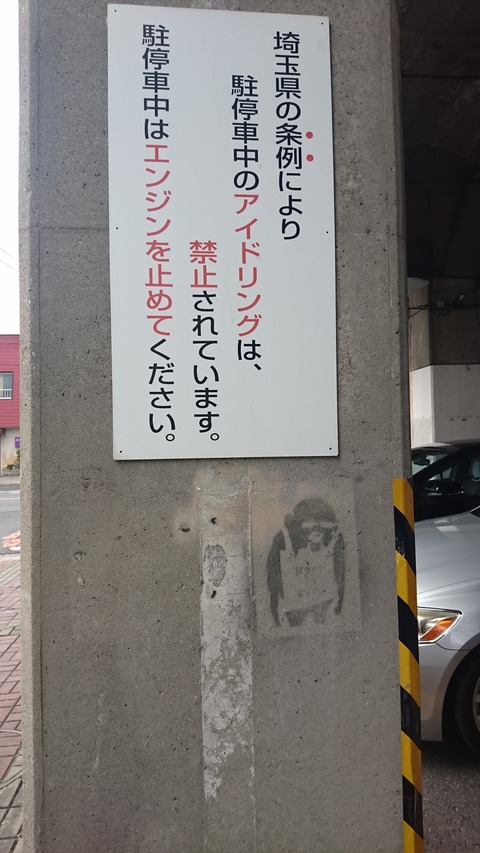 埼玉県の条例により
駐停車中のアイドリングは、
禁止されています。
駐停車中はエンジンを止めてください。